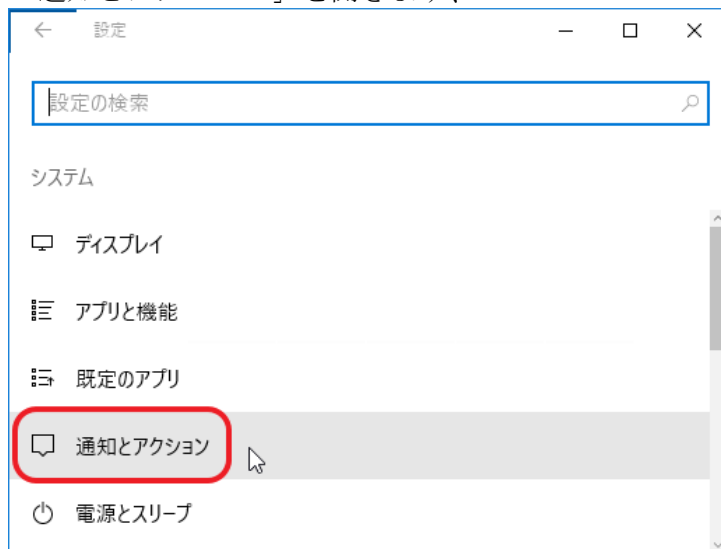 設定
設定の検索
システム
ディスプレイ
アプリと機能
既定のアプリ
通知とアクション
電源とスリープ